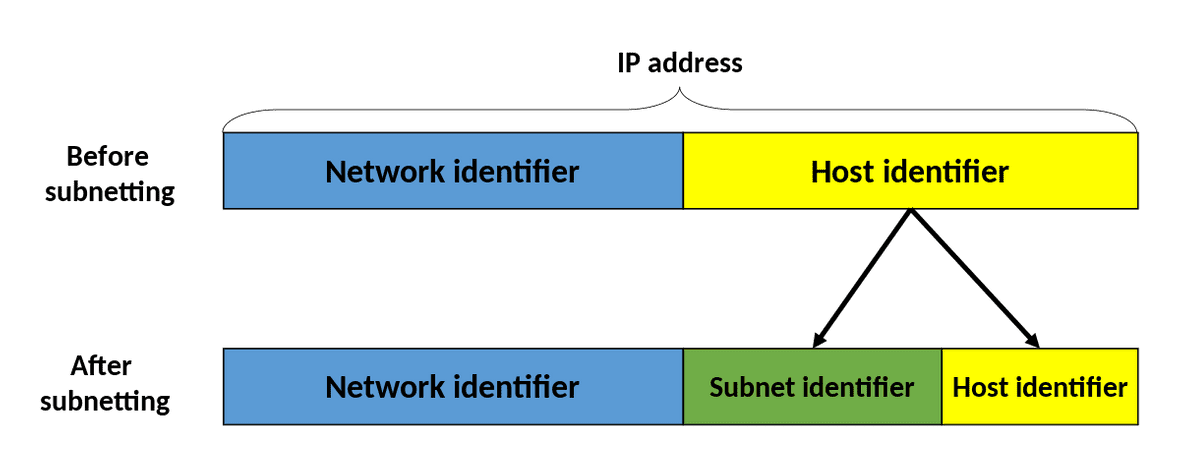 IP address
Before
subnetting
Network identifier
Host identifier
After
subnetting
Network identifier
Subnet identifier
Host identifier